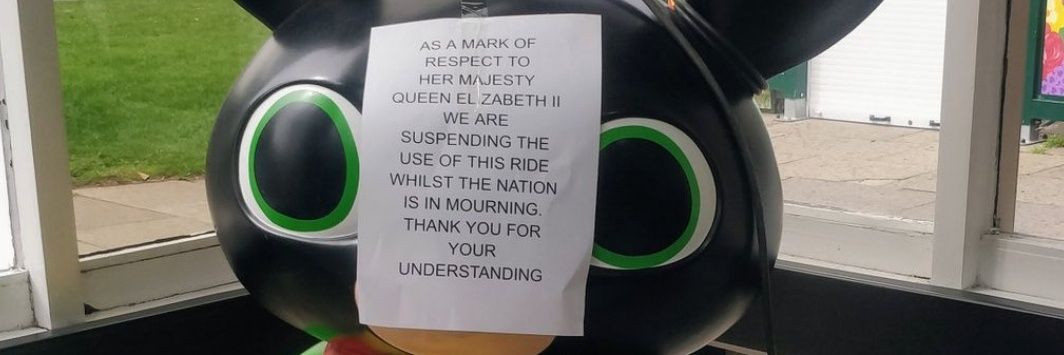 AS A MARK OF
RESPECT TO
HER MAJESTY
QUEEN ELIZABETH II
WE ARE
SUSPENDING THE
USE OF THIS RIDE
WHILST THE NATION
IS IN MOURNING.
THANK YOU FOR
YOUR
UNDERSTANDING